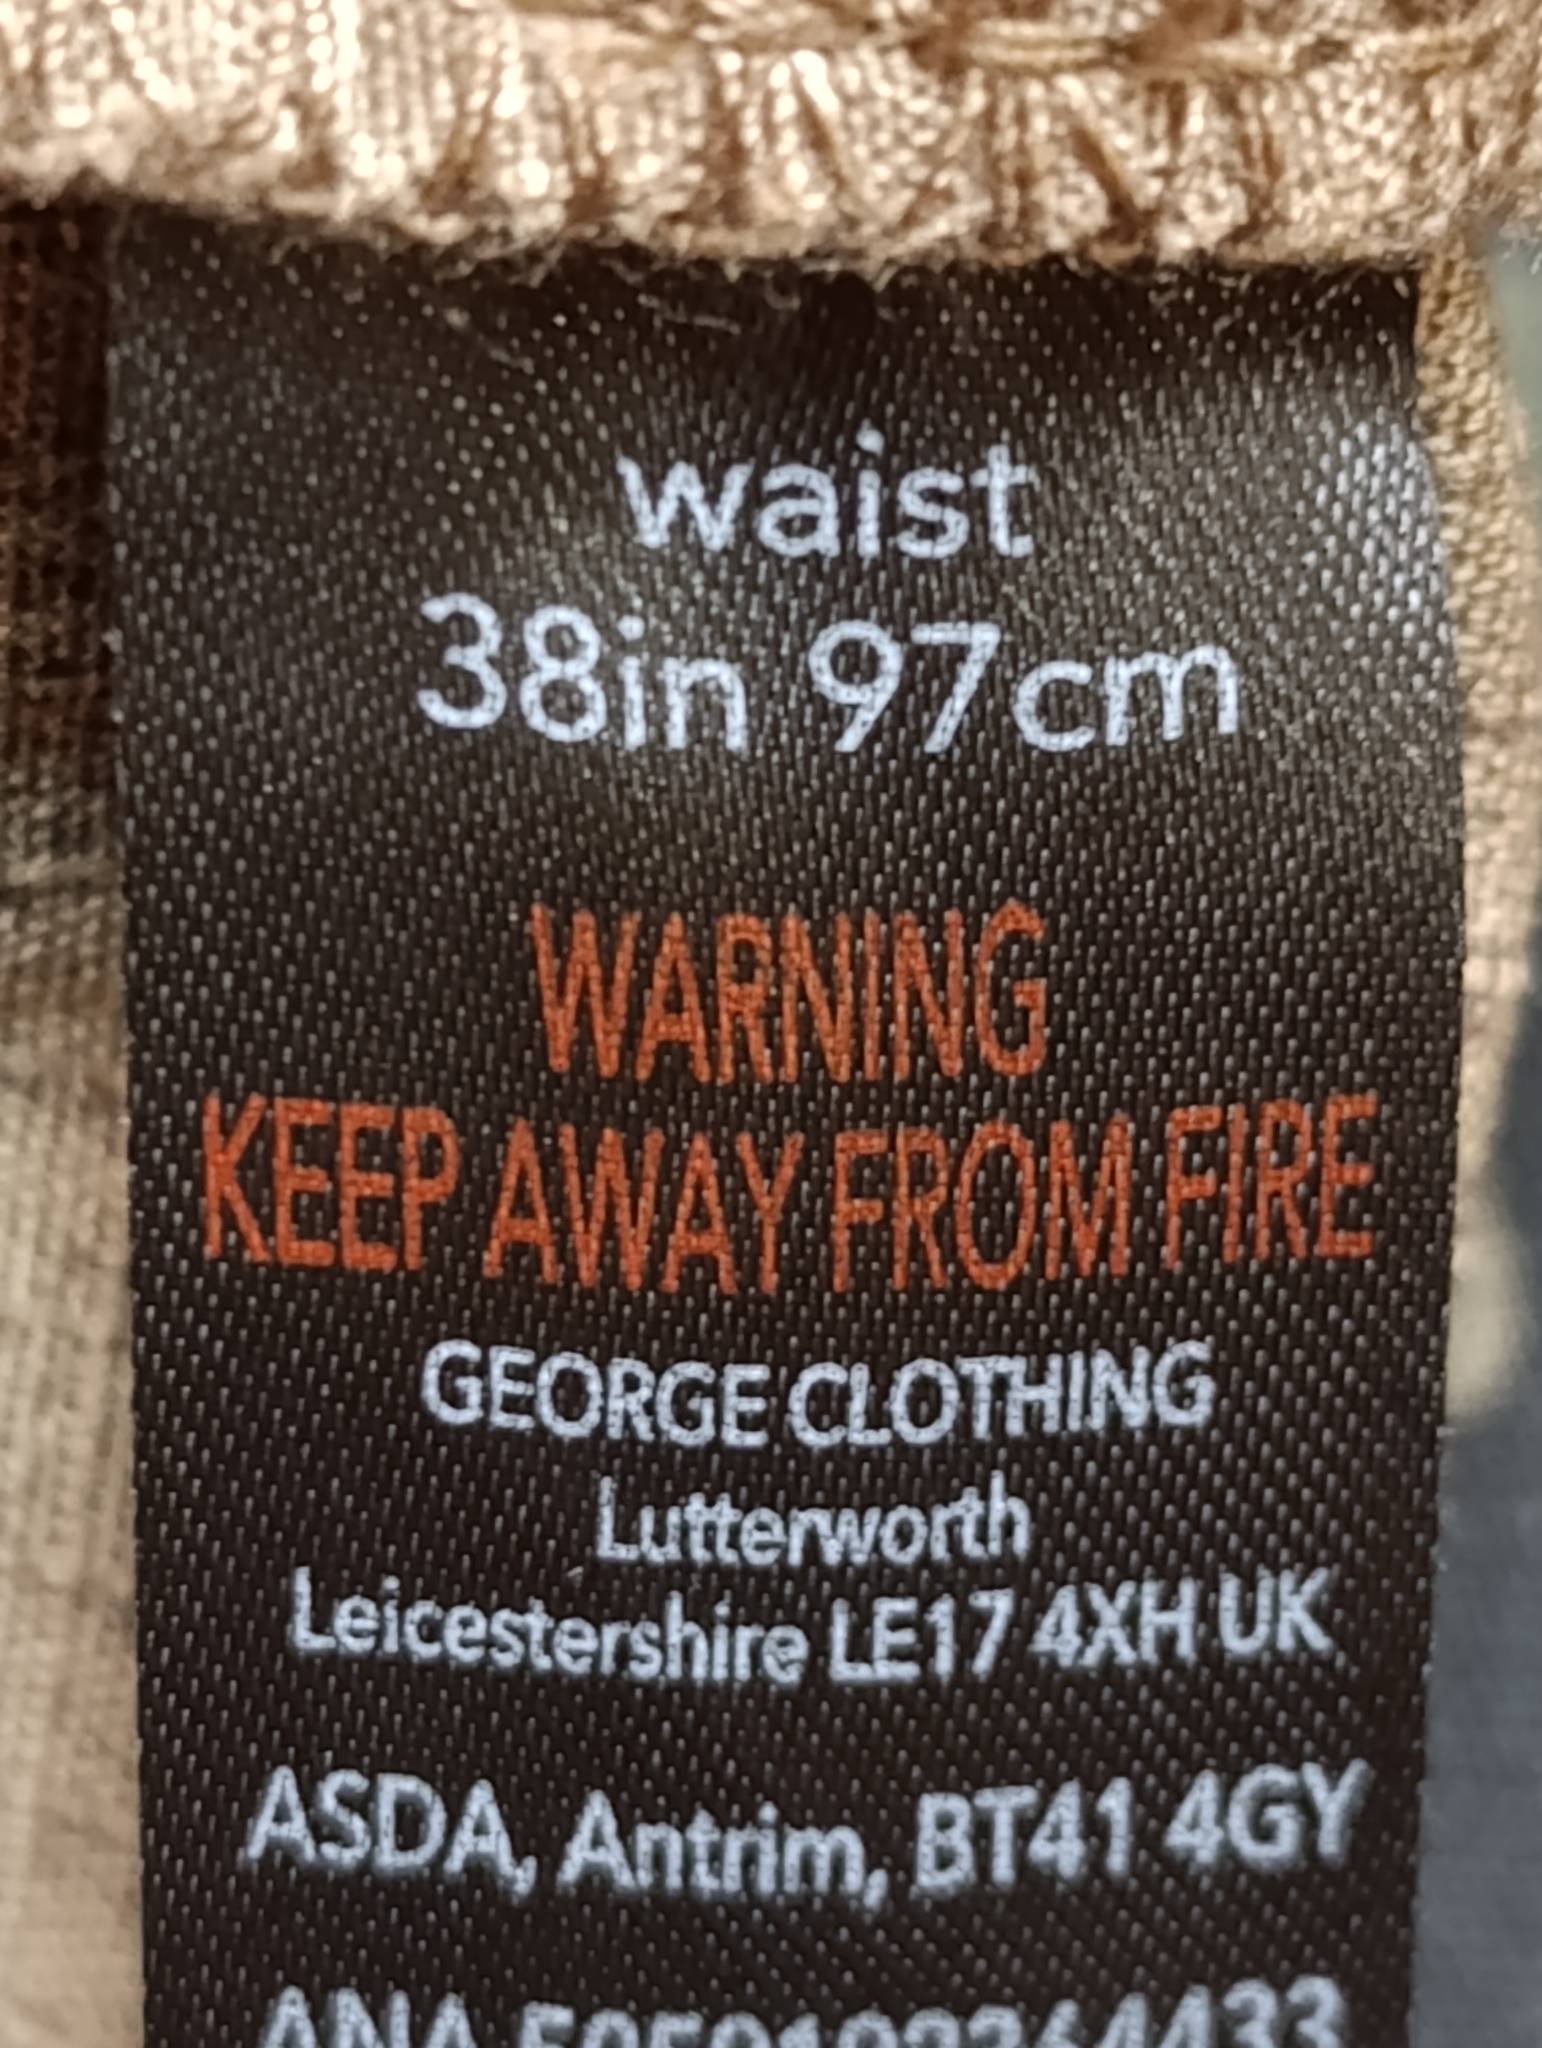 waist
38in 97cm
WARNING
KEEP AWAY FROM FIRE
GEORGE CLOTHING
Lutterworth
Leicestershire LE17 4XH UK
ASDA, Antrim, BT41 4GY
ANA